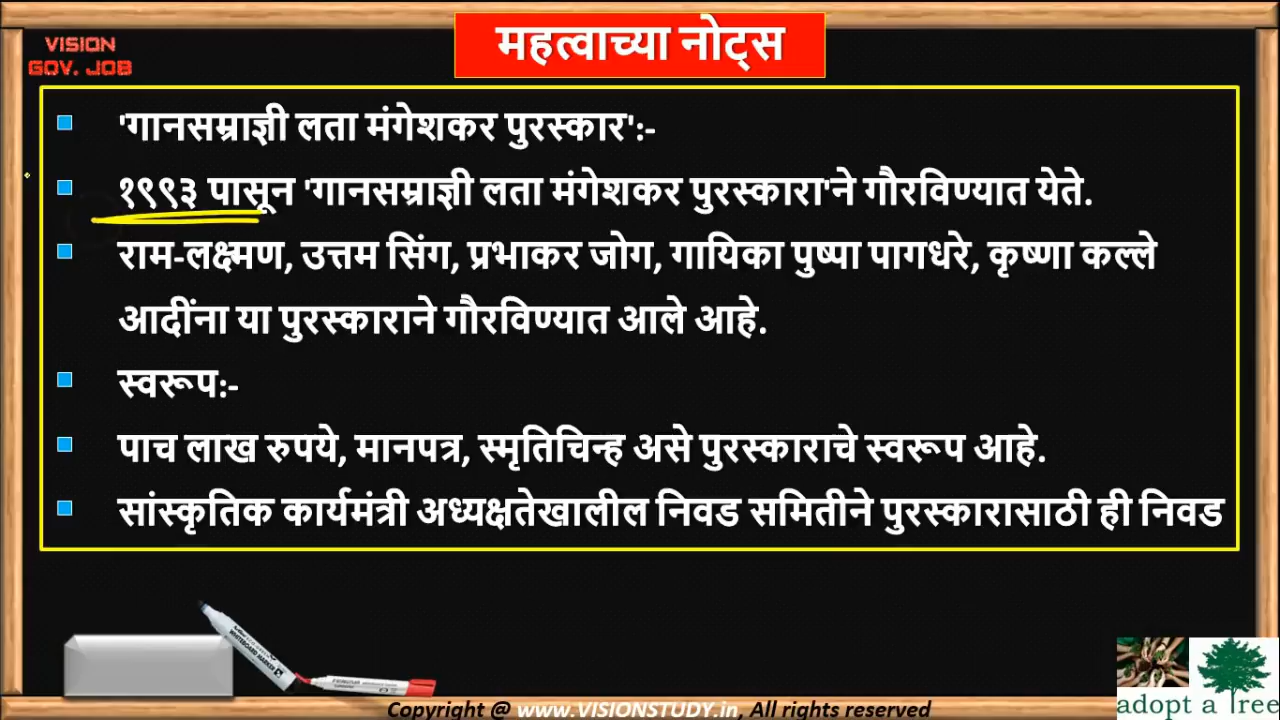 महत्वाच्या नोट्स
VISION
GOV. JOB
'गानसम्राज्ञी लता मंगेशकर पुरस्कार':-
१९९३ पासून 'गानसम्राज्ञी लता मंगेशकर पुरस्कारा'ने गौरविण्यात येते.
राम-लक्ष्मण, उत्तम सिंग, प्रभाकर जोग, गायिका पुष्पा पागधरे, कृष्णा कल्ले
आदींना या पुरस्काराने गौरविण्यात आले आहे.
स्वरूप:-
पाच लाख रुपये, मानपत्र, स्मृतिचिन्ह असे पुरस्काराचे स्वरूप आहे.
सांस्कृतिक कार्यमंत्री अध्यक्षतेखालील निवड समितीने पुरस्कारासाठी ही निवड
WHITEBOARD MARKER
adopt a Tree
Copyright @ www.VISIONSTUDY.in, All rights reserved